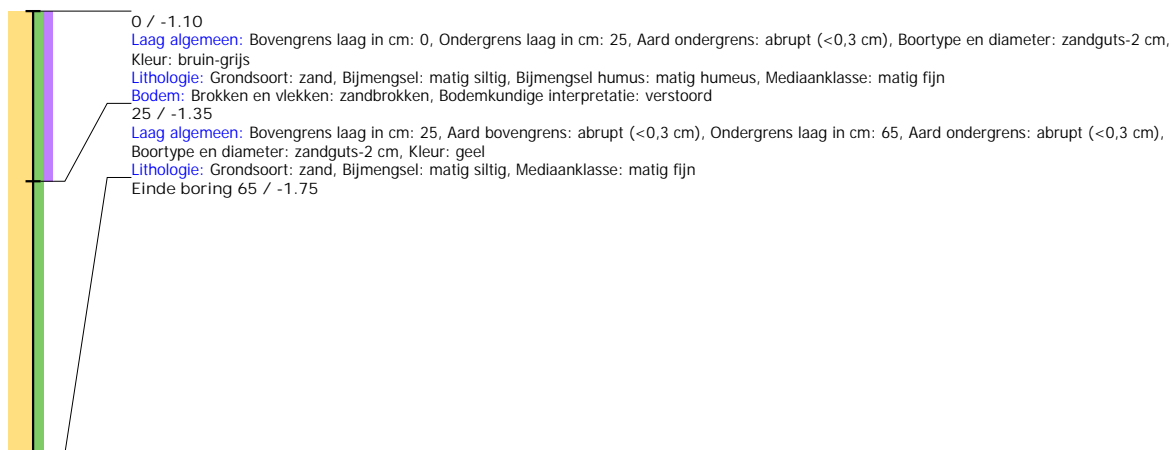 0 / -1.10
Laag algemeen: Bovengrens laag in cm: 0, Ondergrens laag in cm: 25, Aard ondergrens: abrupt (<0,3 cm), Boortype en diameter: zandguts-2 cm,
Kleur: bruin-grijs
Lithologie: Grondsoort: zand, Bijmengsel: matig siltig, Bijmengsel humus: matig humeus, Mediaanklasse: matig fijn
Bodem: Brokken en vlekken: zandbrokken, Bodemkundige interpretatie: verstoord
25 / -1.35
Laag algemeen: Bovengrens laag in cm: 25, Aard bovengrens: abrupt (<0,3 cm), Ondergrens laag in cm: 65, Aard ondergrens: abrupt (<0,3 cm),
Boortype en diameter: zandguts-2 cm, Kleur: geel
Lithologie: Grondsoort: zand, Bijmengsel: matig siltig, Mediaanklasse: matig fijn
Einde boring 65 / -1.75